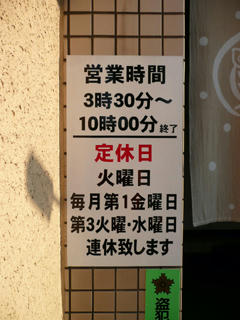 営業時間
3時30分～
10時00分 終了
定休日
火曜日
毎月第1金曜日
第3火曜・水曜日
連休致します
盗犯